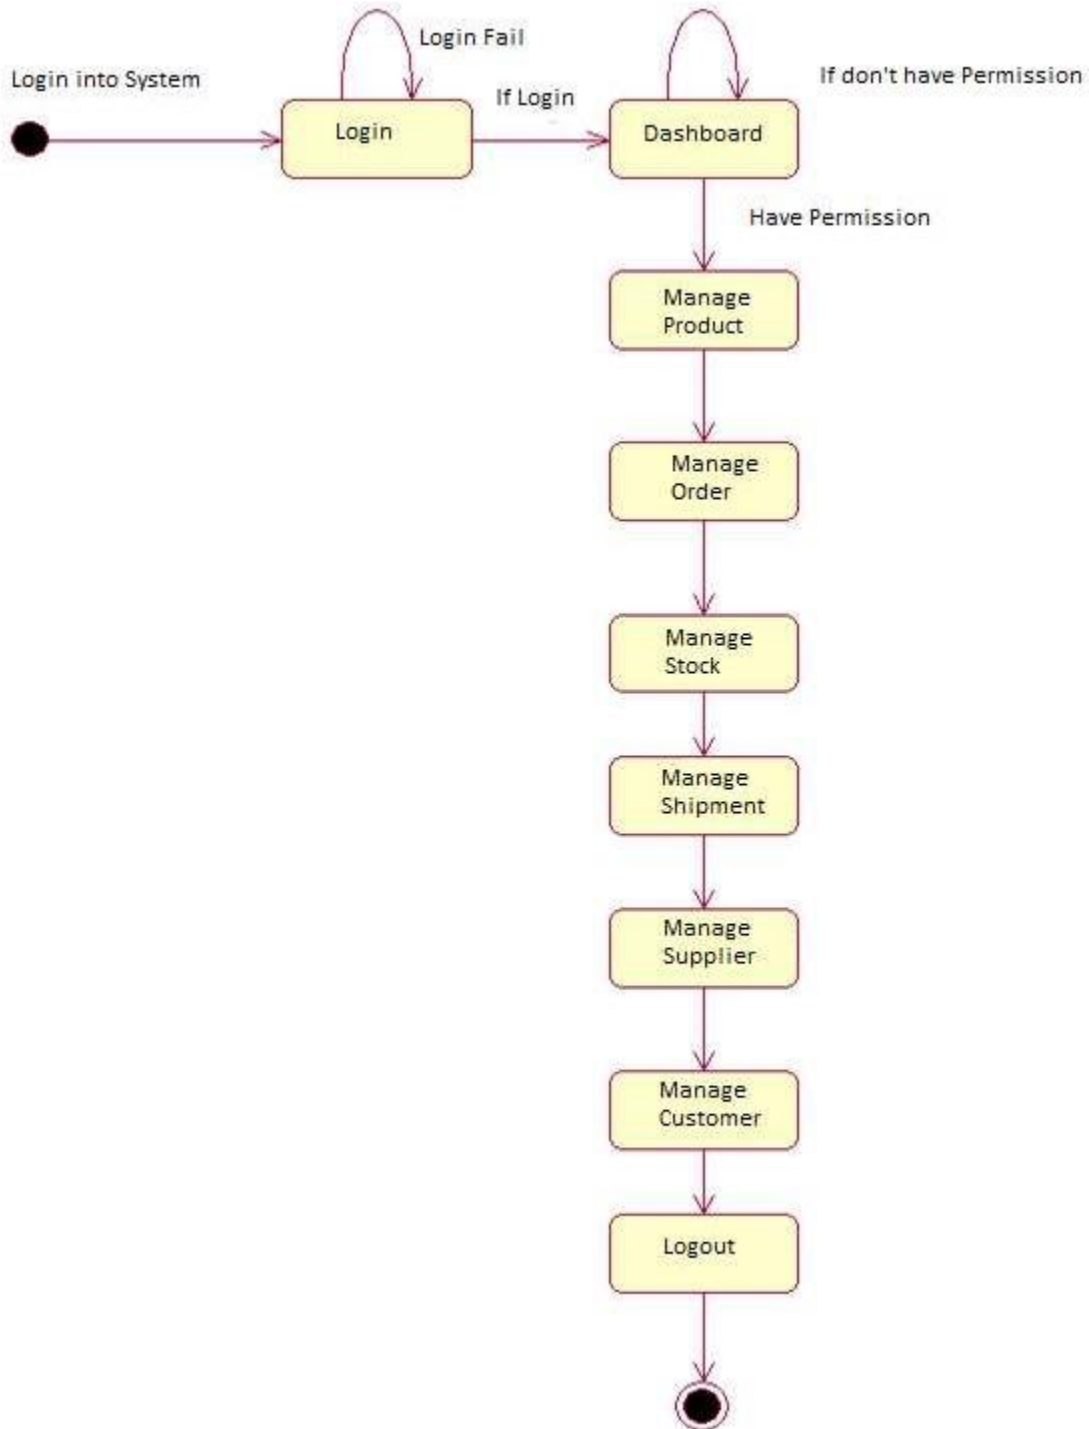 Login Fail
Login into System
If don't have Permission
If Login
Login
Dashboard
Have Permission
Manage
Product
Manage
Order
Manage
Stock
Manage
Shipment
Manage
Supplier
Manage
Customer
Logout